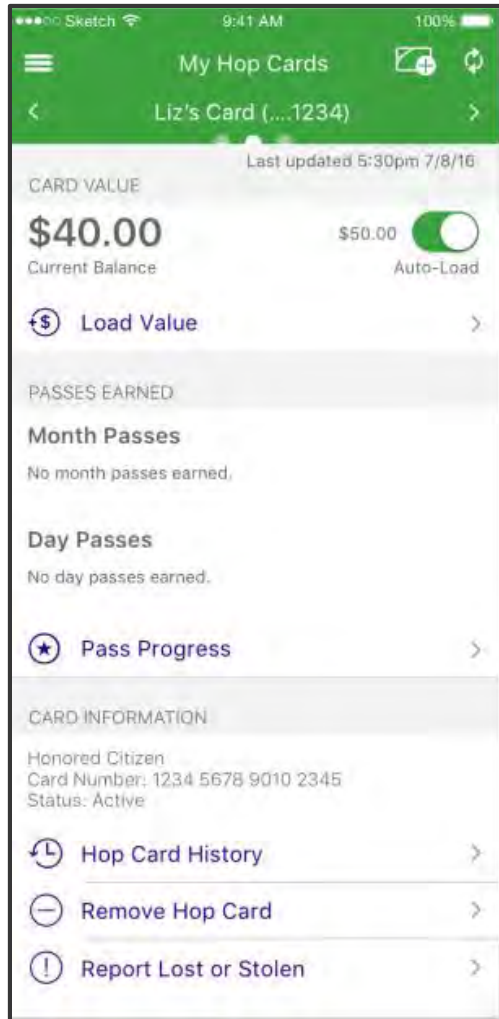 Sketch 9:41 AM 100%
My Hop Cards
Liz's Card (....1234)
Last updated 5:30pm 7/8/16
CARD VALUE
$40.00 $50.00
Current Balance Auto-Load
Load Value
PASSES EARNED
Month Passes
No month passes earned.
Day Passes
No day passes earned.
Pass Progress
CARD INFORMATION
Honored Citizen
Card Number: 1234 5678 9010 2345
Status: Active
Hop Card History
Remove Hop Card
Report Lost or Stolen